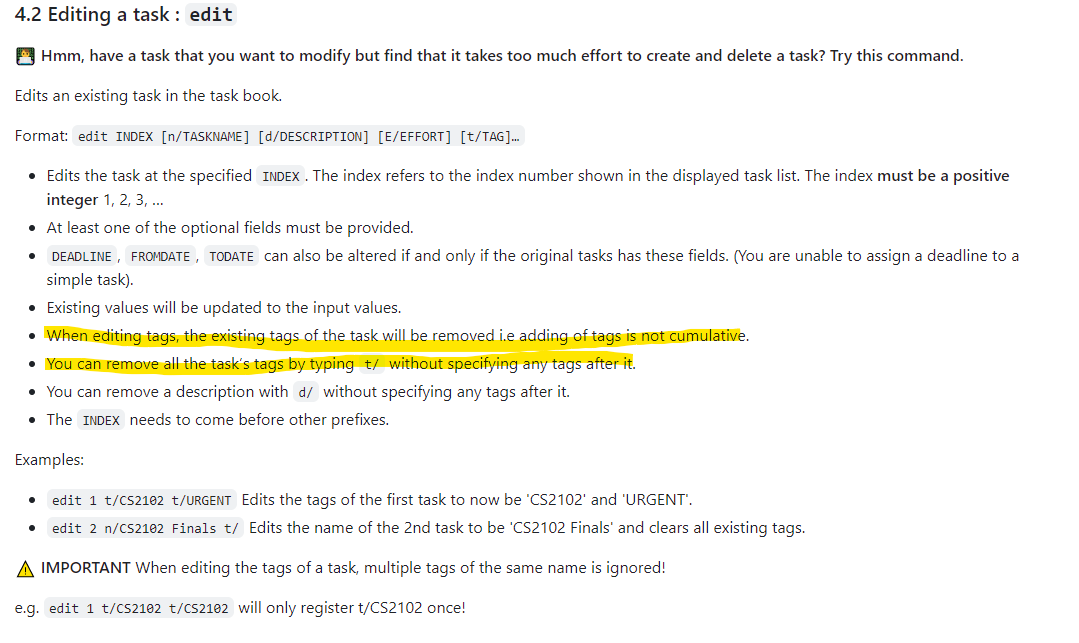 4.2 Editing a task : edit
Hmm, have a task that you want to modify but find that it takes too much effort to create and delete a task? Try this command.
Edits an existing task in the task book.
Format: edit INDEX [n/TASKNAME] [d/DESCRIPTION] [E/EFFORT] [t/TAG]…
• Edits the task at the specified INDEX . The index refers to the index number shown in the displayed task list. The index must be a positive
integer 1, 2, 3, …
• At least one of the optional fields must be provided.
• DEADLINE , FROMDATE , TODATE can also be altered if and only if the original tasks has these fields. (You are unable to assign a deadline to a
simple task).
• Existing values will be updated to the input values.
• When editing tags, the existing tags of the task will be removed i.e adding of tags is not cumulative.
• You can remove all the task’s tags by typing t/ without specifying any tags after it.
• You can remove a description with d/ without specifying any tags after it.
• The INDEX needs to come before other prefixes.
Examples:
• edit 1 t/CS2102 t/URGENT Edits the tags of the first task to now be 'CS2102' and 'URGENT'.
• edit 2 n/CS2102 Finals t/ Edits the name of the 2nd task to be 'CS2102 Finals' and clears all existing tags.
⚠️ IMPORTANT When editing the tags of a task, multiple tags of the same name is ignored!
e.g. edit 1 t/CS2102 t/CS2102 will only register t/CS2102 once!